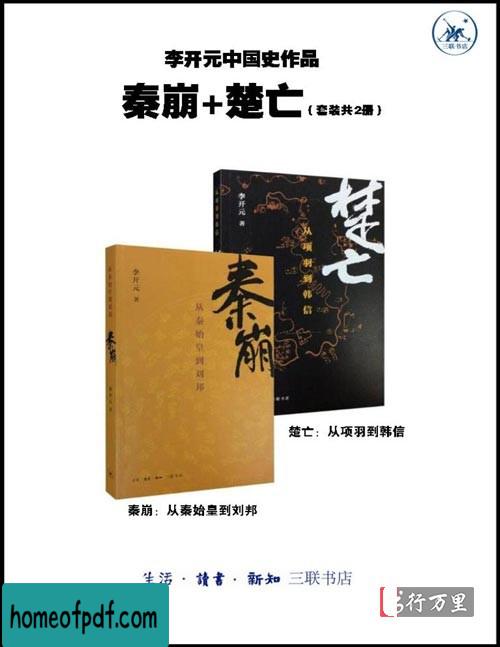 三联书店
李开元中国史作品
秦崩+楚亡（套装共2册）
李开元 著
楚亡
从项羽到韩信
李开元 著
秦崩
从秦始皇到刘邦
秦崩
楚亡：从项羽到韩信
秦崩：从秦始皇到刘邦
生活·讀書·新知 三联书店
homeofpdf.com
书行万里